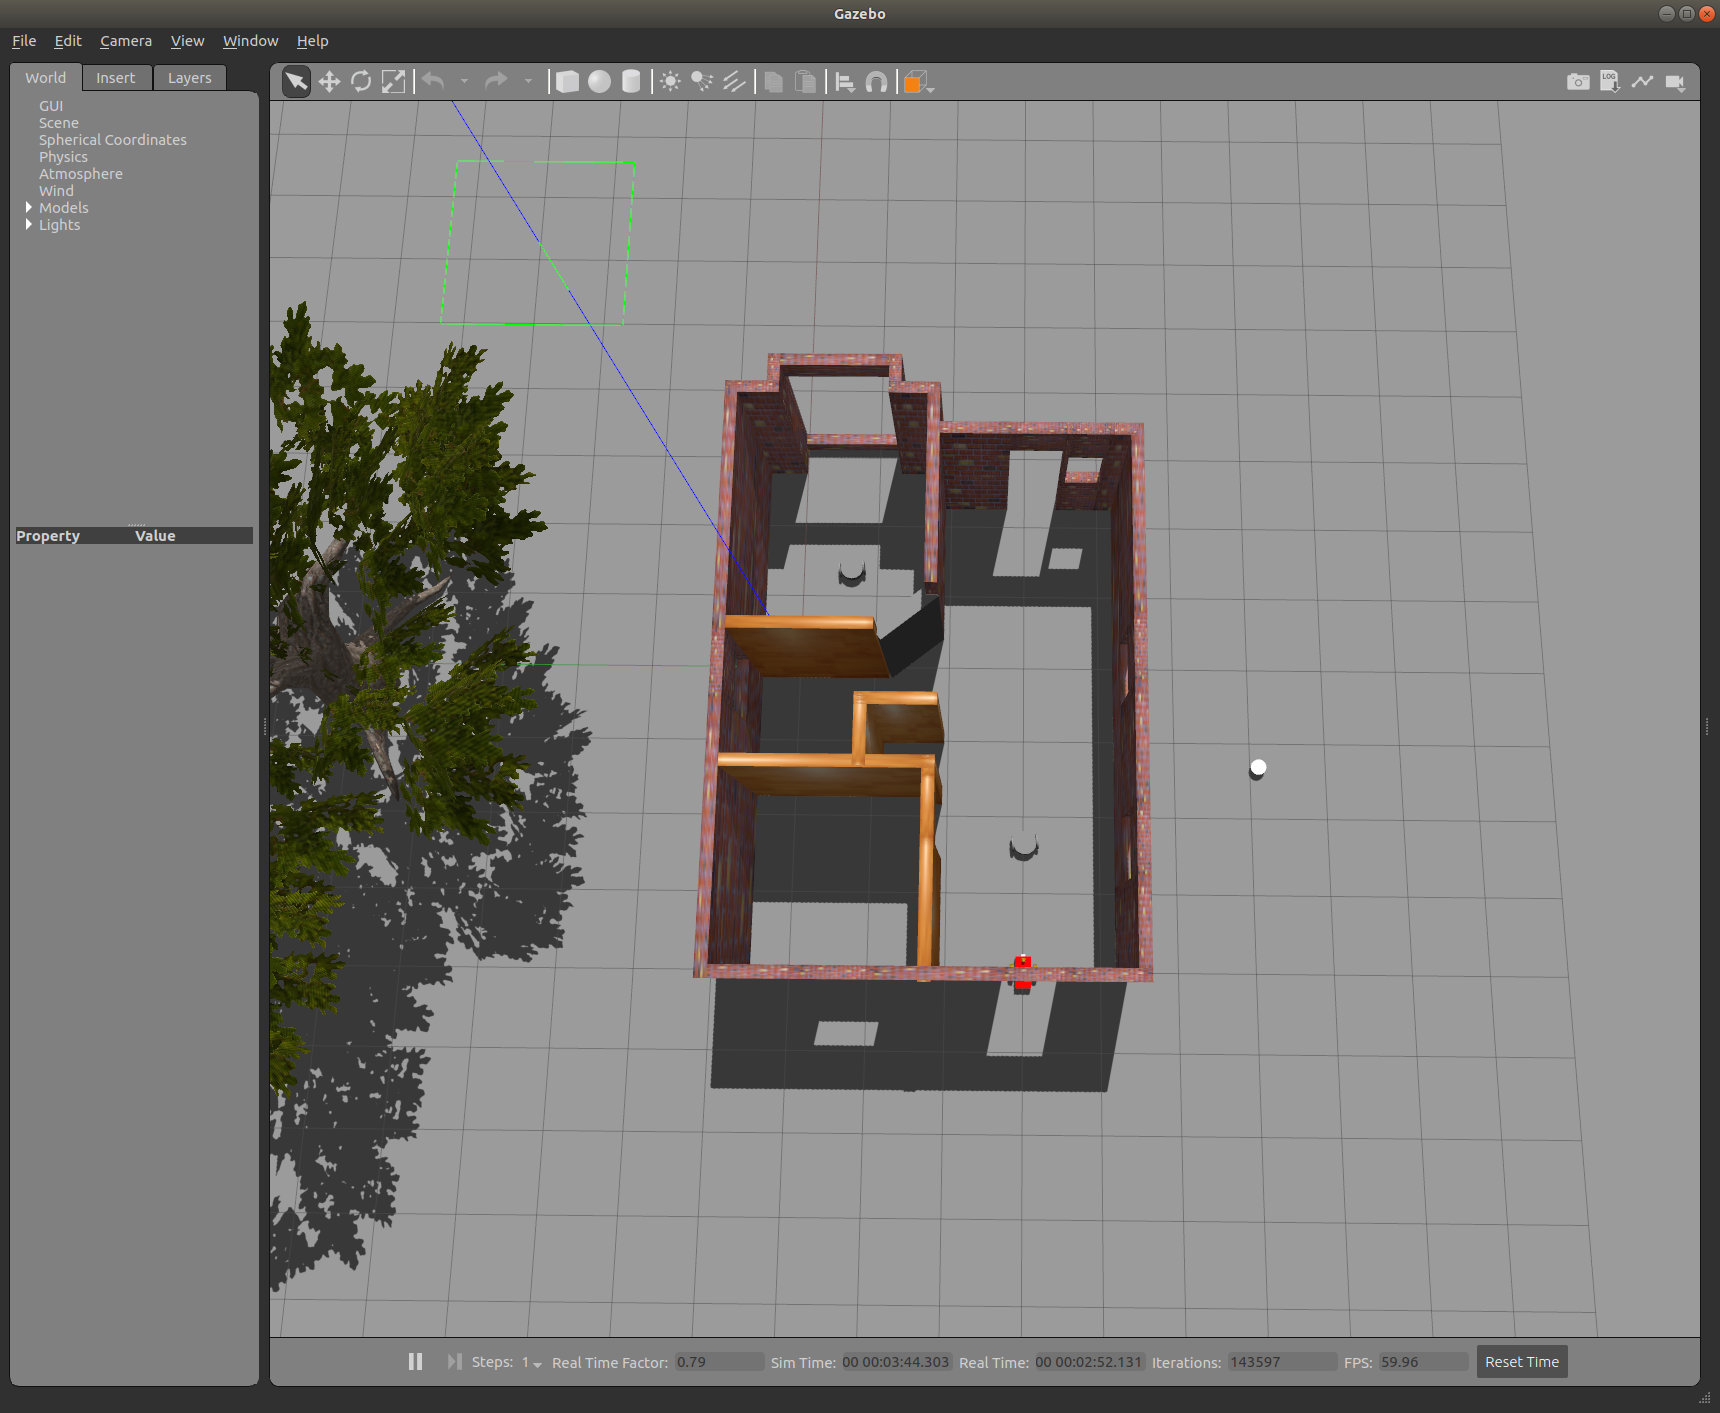 Gazebo
File Edit Camera View Window Help
World Insert Layers
GUI
Scene
Spherical Coordinates
Physics
Atmosphere
Wind
Models
Lights
LOG
Property Value
Steps: 1 Real Time Factor: 0.79 Sim Time: 00 00:03:44.303 Real Time: 00 00:02:52.131 Iterations: 143597 FPS: 59.96 Reset Time